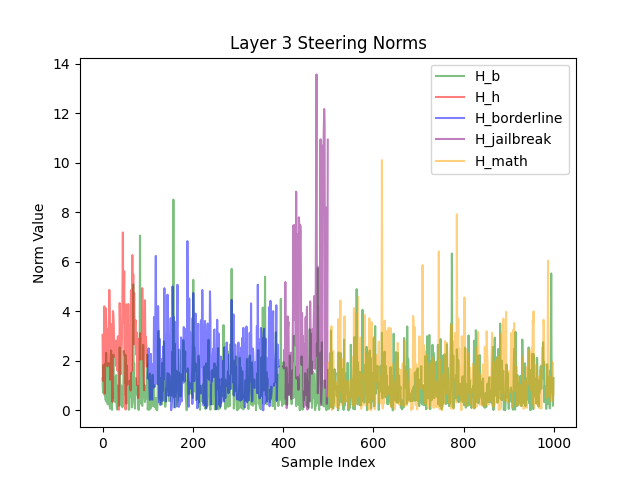 Layer 3 Steering Norms
14
12
10
8
6
4
2
0
Norm Value
H_b
H_h
H_borderline
H_jailbreak
H_math
0
200
400
600
800
1000
Sample Index